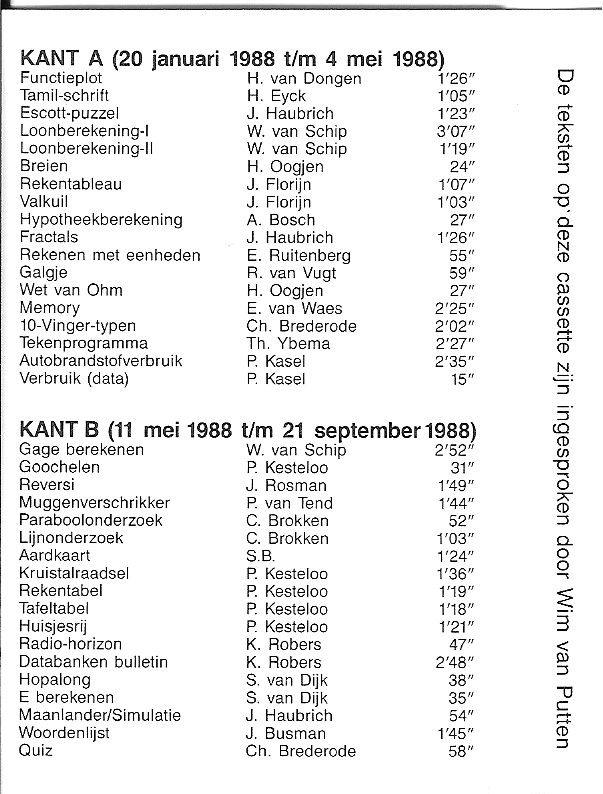 KANT A (20 januari 1988 t/m 4 mei 1988)
Functieplot H. van Dongen 1'26"
Tamil-schrift H. Eyck 1'05"
Escott-puzzel J. Haubrich 1'23"
Loonberekening-I W. van Schip 3'07"
Loonberekening-II W. van Schip 1'19"
Breien H. Oogjen 24"
Rekentableau J. Florijn 1'07"
Valkuil J. Florijn 1'03"
Hypotheekberekening A. Bosch 27"
Fractals J. Haubrich 1'26"
Rekenen met eenheden E. Ruitenberg 55"
Galgje R. van Vugt 59"
Wet van Ohm H. Oogjen 27"
Memory E. van Waes 2'25"
10-Vinger-typen Ch. Brederode 2'02"
Tekenprogramma Th. Ybema 2'27"
Autobrandstofverbruik P. Kasel 2'35"
Verbruik (data) P. Kasel 15"
KANT B (11 mei 1988 t/m 21 september 1988)
Gage berekenen W. van Schip 2'52"
Goochelen P. Kesteloo 31"
Reversi J. Rosman 1'49"
Muggenverschrikker P. van Tend 1'44"
Paraboolonderzoek C. Brokken 52"
Lijnonderzoek C. Brokken 1'03"
Aardkaart S.B. 1'24"
Kruistalraadsel P. Kesteloo 1'36"
Rekentabel P. Kesteloo 1'19"
Tafeltabel P. Kesteloo 1'18"
Huisjesrij P. Kesteloo 1'21"
Radio-horizon K. Robers 47"
Databanken bulletin K. Robers 2'48"
Hopalong S. van Dijk 38"
E berekenen S. van Dijk 35"
Maanlander/Simulatie J. Haubrich 54"
Woordenlijst J. Busman 1'45"
Quiz Ch. Brederode 58"
De teksten op deze cassette zijn ingesproken door Wim van Putten